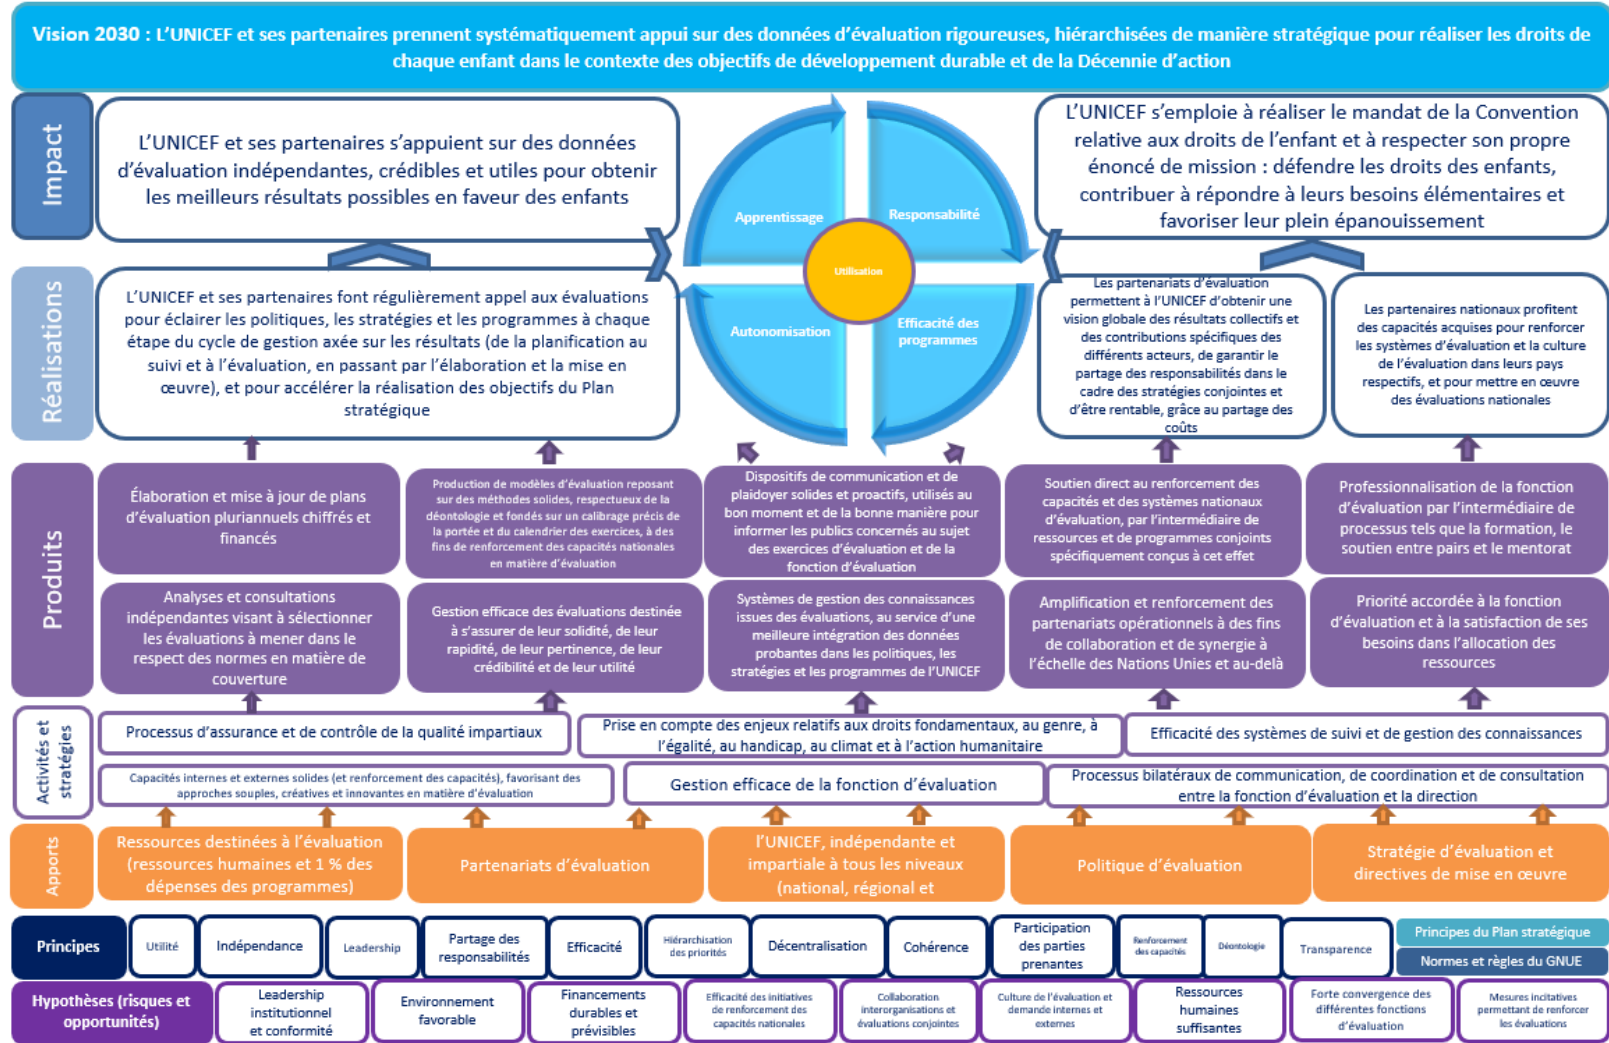 Vision 2030 : L'UNICEF et ses partenaires prennent systématiquement appui sur des données d'évaluation rigoureuses, hiérarchisées de manière stratégique pour réaliser les droits de
chaque enfant dans le contexte des objectifs de développement durable et de la Décennie d'action
Impact
L'UNICEF et ses partenaires s'appuient sur des données
d'évaluation indépendantes, crédibles et utiles pour obtenir
les meilleurs résultats possibles en faveur des enfants
Apprentissage
Responsabilité
Utilisation
Autonomisation
Efficacité des
programmes
L'UNICEF s'emploie à réaliser le mandat de la Convention
relative aux droits de l'enfant et à respecter son propre
énoncé de mission : défendre les droits des enfants,
contribuer à répondre à leurs besoins élémentaires et
favoriser leur plein épanouissement
Réalisations
L'UNICEF et ses partenaires font régulièrement appel aux évaluations
pour éclairer les politiques, les stratégies et les programmes à chaque
étape du cycle de gestion axée sur les résultats (de la planification au
suivi et à l'évaluation, en passant par l'élaboration et la mise en
œuvre), et pour accélérer la réalisation des objectifs du Plan
stratégique
Les partenariats d'évaluation
permettent à l'UNICEF d'obtenir une
vision globale des résultats collectifs et
des contributions spécifiques des
différents acteurs, de garantir le
partage des responsabilités dans le
cadre des stratégies conjointes et
d'être rentable, grâce au partage des
coûts
Les partenaires nationaux profitent
des capacités acquises pour renforcer
les systèmes d'évaluation et la culture
de l'évaluation dans leurs pays
respectifs, et pour mettre en œuvre
des évaluations nationales
Produits
Élaboration et mise à jour de plans
d'évaluation pluriannuels chiffrés et
financés
Production de modèles d'évaluation reposant
sur des méthodes solides, respectueux de la
déontologie et fondés sur un calibrage précis de
la portée et du calendrier des exercices, à des
fins de renforcement des capacités nationales
en matière d'évaluation
Dispositifs de communication et de
plaidoyer solides et proactifs, utilisés au
bon moment et de la bonne manière pour
informer les publics concernés au sujet
des exercices d'évaluation et de la
fonction d'évaluation
Soutien direct au renforcement des
capacités et des systèmes nationaux
d'évaluation, par l'intermédiaire de
ressources et de programmes conjoints
spécifiquement conçus à cet effet
Professionnalisation de la fonction
d'évaluation par l'intermédiaire de
processus tels que la formation, le
soutien entre pairs et le mentorat
Analyses et consultations
indépendantes visant à sélectionner
les évaluations à mener dans le
respect des normes en matière de
couverture
Gestion efficace des évaluations destinée
à s'assurer de leur solidité, de leur
rapidité, de leur pertinence, de leur
crédibilité et de leur utilité
Systèmes de gestion des connaissances
issues des évaluations, au service d'une
meilleure intégration des données
probantes dans les politiques, les
stratégies et les programmes de l'UNICEF
Amplification et renforcement des
partenariats opérationnels à des fins
de collaboration et de synergie à
l'échelle des Nations Unies et au-delà
Priorité accordée à la fonction
d'évaluation et à la satisfaction de ses
besoins dans l'allocation des
ressources
Activités et
stratégies
Processus d'assurance et de contrôle de la qualité impartiaux
Prise en compte des enjeux relatifs aux droits fondamentaux, au genre, à
l'égalité, au handicap, au climat et à l'action humanitaire
Efficacité des systèmes de suivi et de gestion des connaissances
Capacités internes et externes solides (et renforcement des capacités), favorisant des
approches souples, créatives et innovantes en matière d'évaluation
Gestion efficace de la fonction d'évaluation
Processus bilatéraux de communication, de coordination et de consultation
entre la fonction d'évaluation et la direction
Apports
Ressources destinées à l'évaluation
(ressources humaines et 1 % des
dépenses des programmes)
Partenariats d'évaluation
l'UNICEF, indépendante et
impartiale à tous les niveaux
(national, régional et
Politique d'évaluation
Stratégie d'évaluation et
directives de mise en œuvre
Principes
Utilité
Indépendance
Leadership
Partage des
responsabilités
Efficacité
Hiérarchisation
des priorités
Décentralisation
Cohérence
Participation
des parties
prenantes
Renforcement
des capacités
Déontologie
Transparence
Principes du Plan stratégique
Normes et règles du GNUE
Hypothèses (risques et
opportunités)
Leadership
institutionnel
et conformité
Environnement
favorable
Financements
durables et
prévisibles
Efficacité des initiatives
de renforcement des
capacités nationales
Collaboration
interorganisations et
évaluations conjointes
Culture de l'évaluation et
demande internes et
externes
Ressources
humaines
suffisantes
Forte convergence des
différentes fonctions
d'évaluation
Mesures incitatives
permettant de renforcer
les évaluations